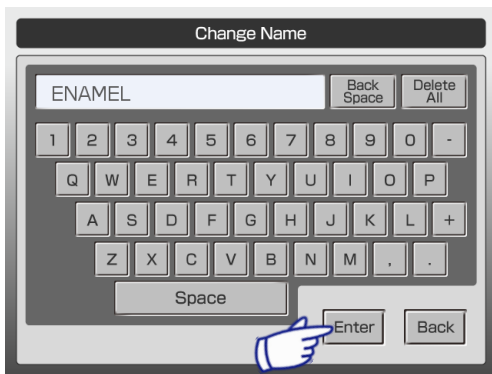 Change Name
ENAMEL
Back Space
Delete All
1 2 3 4 5 6 7 8 9 0 -
Q W E R T Y U I O P
A S D F G H J K L +
Z X C V B N M , .
Space
Enter Back